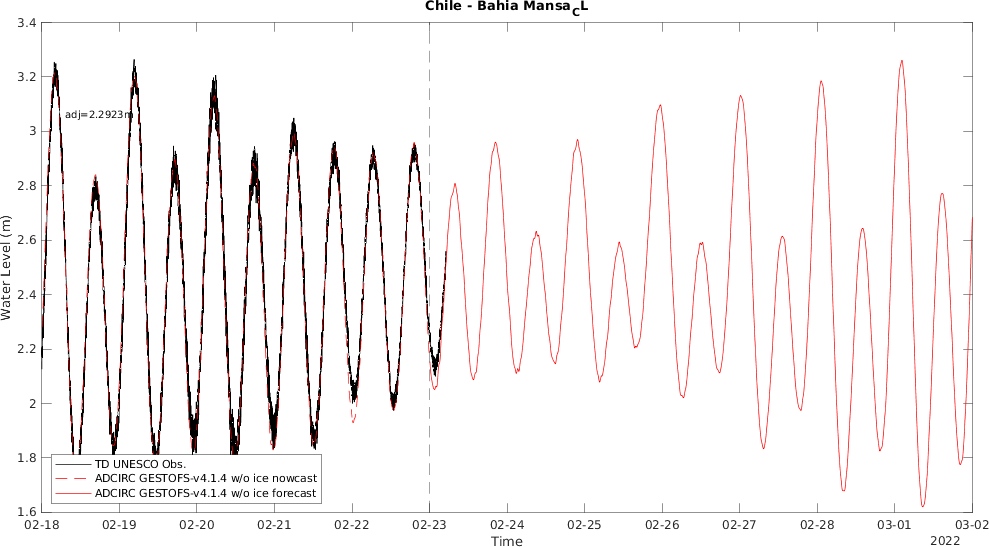 Chile - Bahia Mansa_CL
3.4
3.2
3
2.8
2.6
2.4
2.2
2
1.8
1.6
Water Level (m)
adj=2.2923m
TD UNESCO Obs.
ADCIRC GESTOFS-v4.1.4 w/o ice nowcast
ADCIRC GESTOFS-v4.1.4 w/o ice forecast
02-18 02-19 02-20 02-21 02-22 02-23 02-24 02-25 02-26 02-27 02-28 03-01 03-02
Time
2022